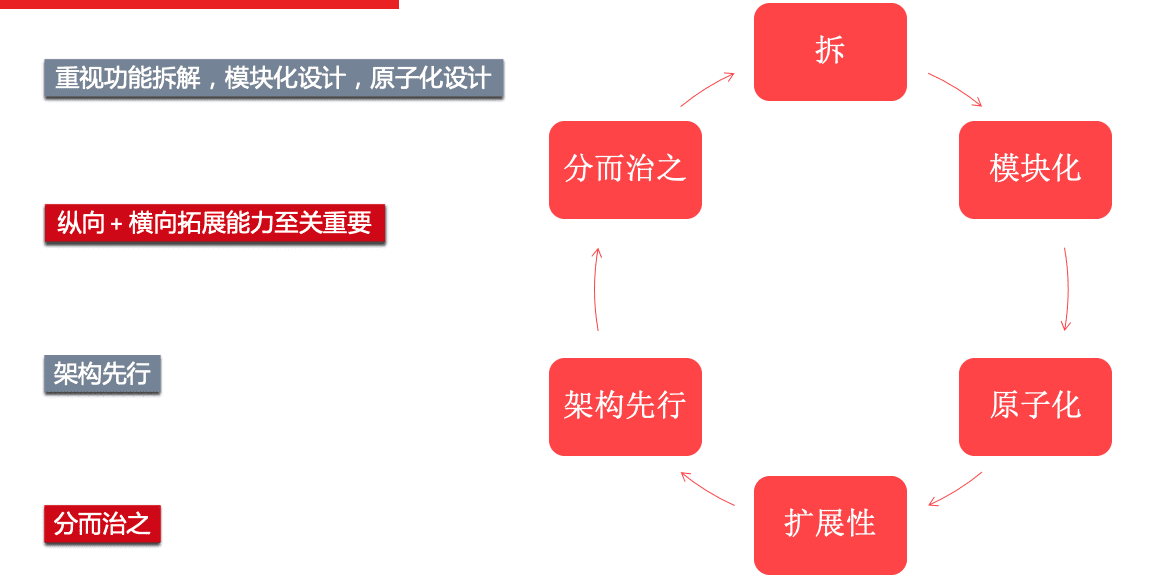 重视功能拆解，模块化设计，原子化设计
纵向+横向拓展能力至关重要
架构先行
分而治之
拆
模块化
原子化
扩展性
架构先行
分而治之